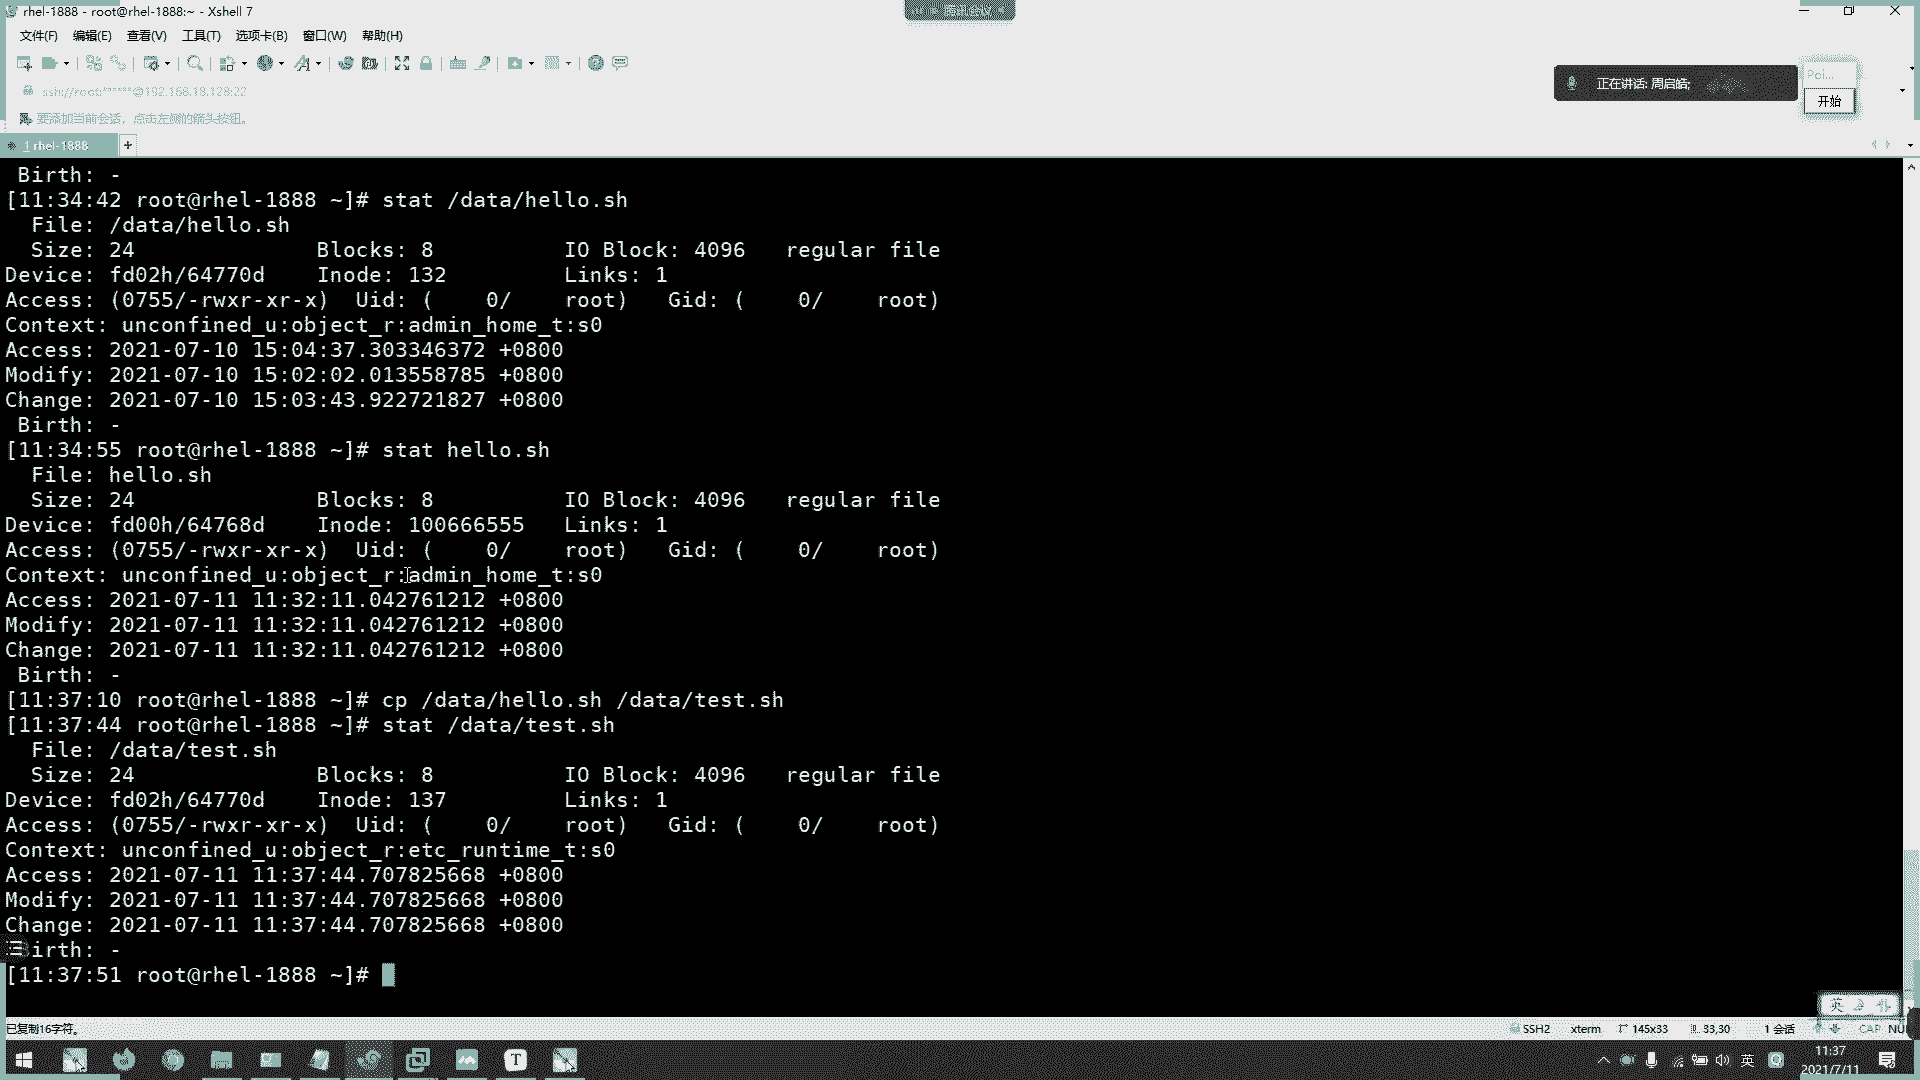 rhel-1888 - root@rhel-1888:~ - Xshell 7
腾讯会议
文件(F) 编辑(E) 查看(V) 工具(T) 选项卡(B) 窗口(W) 帮助(H)
ssh://root:******@192.168.18.128:22
正在讲话: 周启皓;
Poi...
开始
要添加当前会话，点击左侧的箭头按钮。
1 rhel-1888
Birth: -
[11:34:42 root@rhel-1888 ~]# stat /data/hello.sh
File: /data/hello.sh
Size: 24 Blocks: 8 IO Block: 4096 regular file
Device: fd02h/64770d Inode: 132 Links: 1
Access: (0755/-rwxr-xr-x) Uid: ( 0/ root) Gid: ( 0/ root)
Context: unconfined_u:object_r:admin_home_t:s0
Access: 2021-07-10 15:04:37.303346372 +0800
Modify: 2021-07-10 15:02:02.013558785 +0800
Change: 2021-07-10 15:03:43.922721827 +0800
Birth: -
[11:34:55 root@rhel-1888 ~]# stat hello.sh
File: hello.sh
Size: 24 Blocks: 8 IO Block: 4096 regular file
Device: fd00h/64768d Inode: 100666555 Links: 1
Access: (0755/-rwxr-xr-x) Uid: ( 0/ root) Gid: ( 0/ root)
Context: unconfined_u:object_r:admin_home_t:s0
Access: 2021-07-11 11:32:11.042761212 +0800
Modify: 2021-07-11 11:32:11.042761212 +0800
Change: 2021-07-11 11:32:11.042761212 +0800
Birth: -
[11:37:10 root@rhel-1888 ~]# cp /data/hello.sh /data/test.sh
[11:37:44 root@rhel-1888 ~]# stat /data/test.sh
File: /data/test.sh
Size: 24 Blocks: 8 IO Block: 4096 regular file
Device: fd02h/64770d Inode: 137 Links: 1
Access: (0755/-rwxr-xr-x) Uid: ( 0/ root) Gid: ( 0/ root)
Context: unconfined_u:object_r:etc_runtime_t:s0
Access: 2021-07-11 11:37:44.707825668 +0800
Modify: 2021-07-11 11:37:44.707825668 +0800
Change: 2021-07-11 11:37:44.707825668 +0800
Birth: -
[11:37:51 root@rhel-1888 ~]#
英
已复制16字符。 SSH2 xterm 145x33 33,30 1 会话 CAP NU
T 英 11:37
2021/7/11